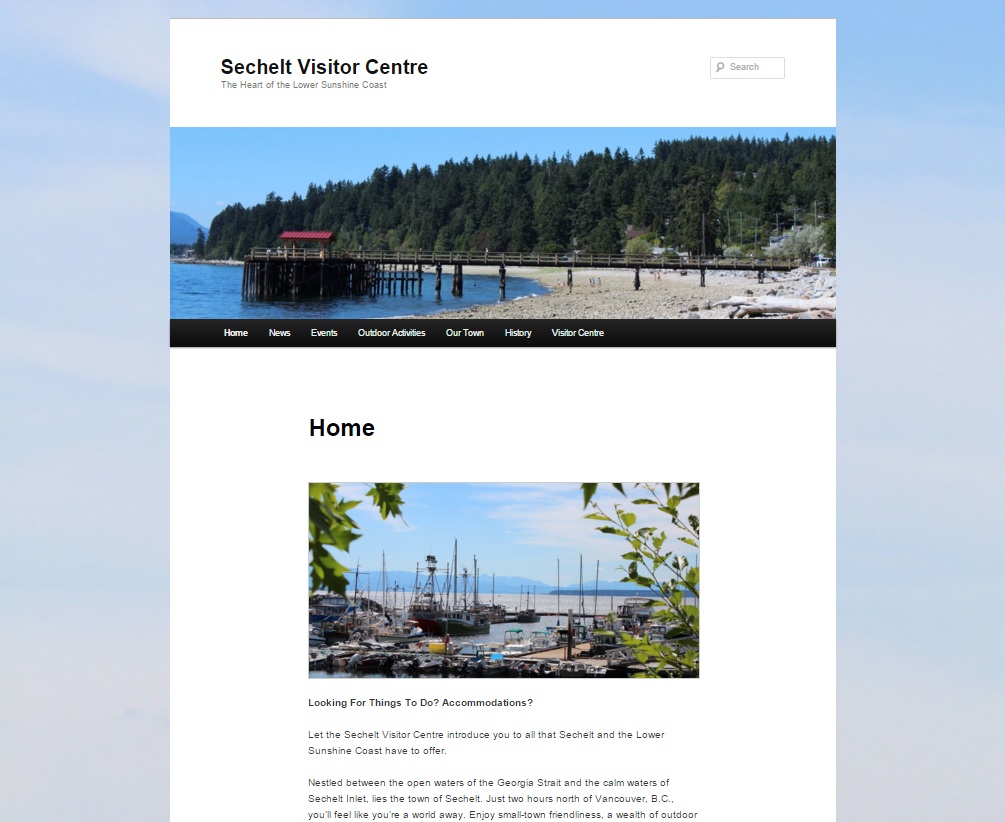 Sechelt Visitor Centre
The Heart of the Lower Sunshine Coast
Search
Home News Events Outdoor Activities Our Town History Visitor Centre
Home
Looking For Things To Do? Accommodations?
Let the Sechelt Visitor Centre introduce you to all that Sechelt and the Lower
Sunshine Coast have to offer.
Nestled between the open waters of the Georgia Strait and the calm waters of
Sechelt Inlet, lies the town of Sechelt. Just two hours north of Vancouver, B.C.,
you'll feel like you're a world away. Enjoy small-town friendliness, a wealth of outdoor